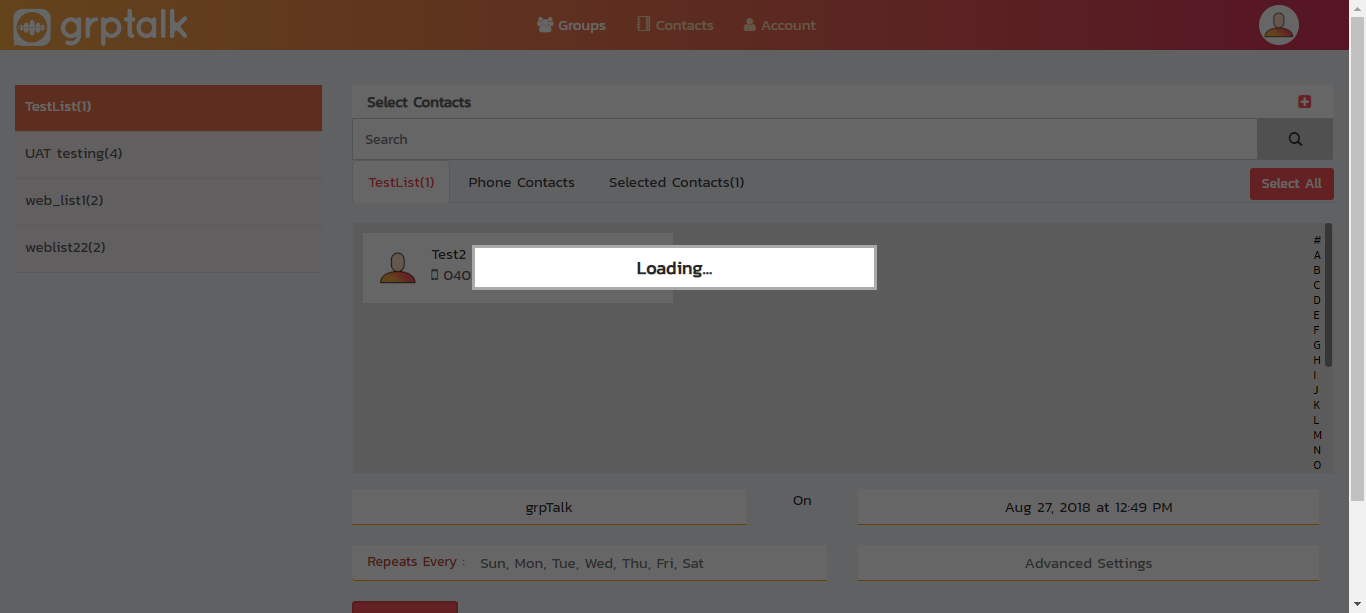 grptalk
Groups
Contacts
Account
TestList(1)
UAT testing(4)
web_list1(2)
weblist22(2)
Select Contacts
Search
TestList(1)
Phone Contacts
Selected Contacts(1)
Select All
Test2
040
Loading...
#
A
B
C
D
E
F
G
H
I
J
K
L
M
N
O
grpTalk
On
Aug 27, 2018 at 12:49 PM
Repeats Every : Sun, Mon, Tue, Wed, Thu, Fri, Sat
Advanced Settings